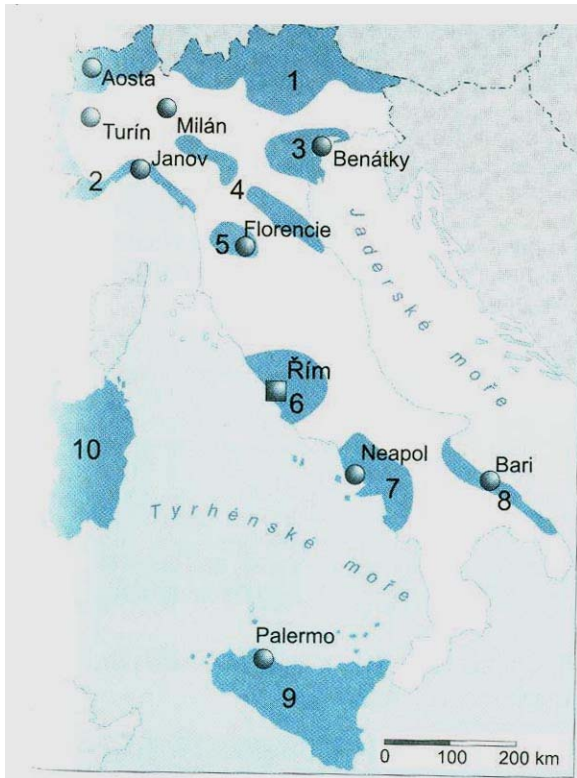 Aosta
1
Turín
Milán
3
Benátky
2
Janov
4
5
Florencie
Jaderské moře
Řím
6
10
Neapol
7
Bari
8
Tyrhénské moře
Palermo
9
0 100 200 km